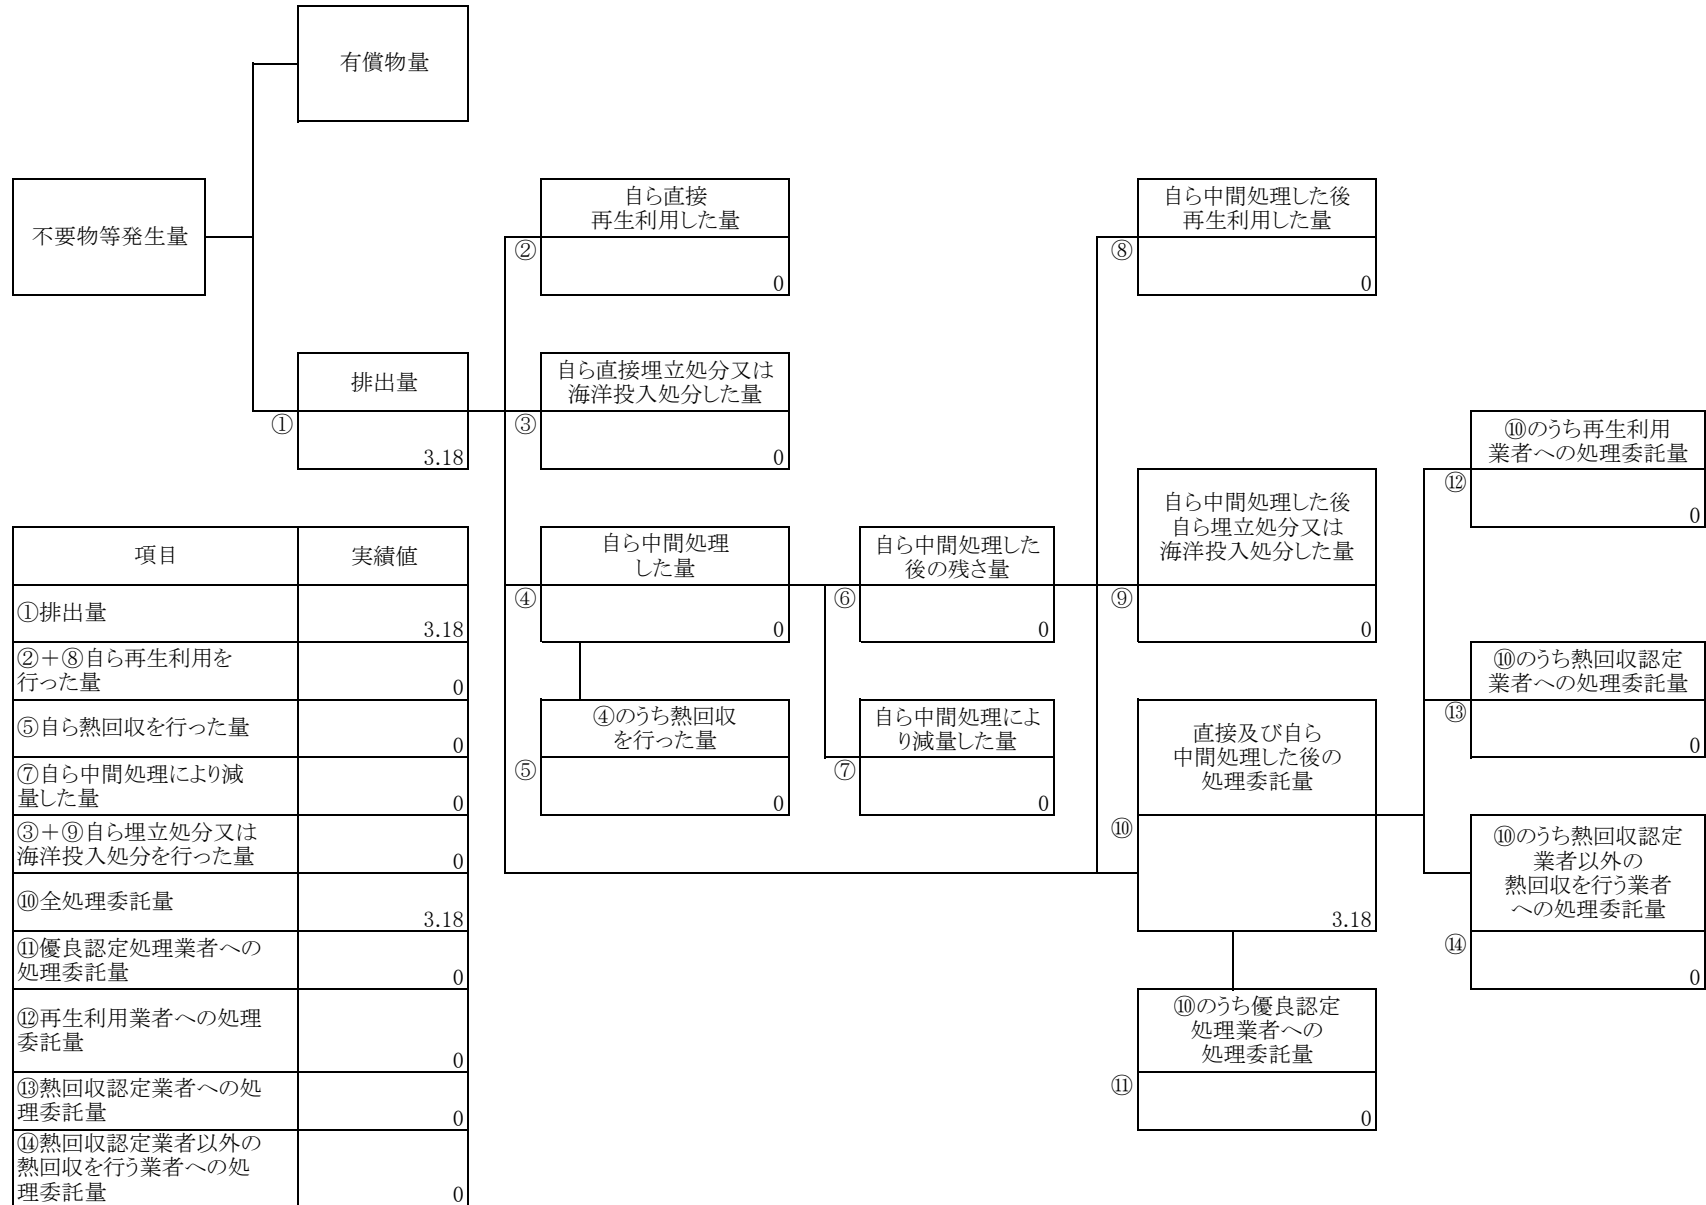 有償物量
不要物等発生量
自ら直接
再生利用した量
②
0
自ら中間処理した後
再生利用した量
⑧
0
排出量
①
3.18
自ら直接埋立処分又は
海洋投入処分した量
③
0
⑩のうち再生利用
業者への処理委託量
⑫
0
自ら中間処理
した量
④
0
自ら中間処理した
後の残さ量
⑥
0
自ら中間処理した後
自ら埋立処分又は
海洋投入処分した量
⑨
0
④のうち熱回収
を行った量
⑤
0
自ら中間処理によ
り減量した量
⑦
0
直接及び自ら
中間処理した後の
処理委託量
⑩
3.18
⑩のうち熱回収認定
業者への処理委託量
⑬
0
⑩のうち熱回収認定
業者以外の
熱回収を行う業者
への処理委託量
⑭
0
⑩のうち優良認定
処理業者への
処理委託量
⑪
0
項目
実績値
①排出量
3.18
②+⑧自ら再生利用を
行った量
0
⑤自ら熱回収を行った量
0
⑦自ら中間処理により減
量した量
0
③+⑨自ら埋立処分又は
海洋投入処分を行った量
0
⑩全処理委託量
3.18
⑪優良認定処理業者への
処理委託量
0
⑫再生利用業者への処理
委託量
0
⑬熱回収認定業者への処
理委託量
0
⑭熱回収認定業者以外の
熱回収を行う業者への処
理委託量
0